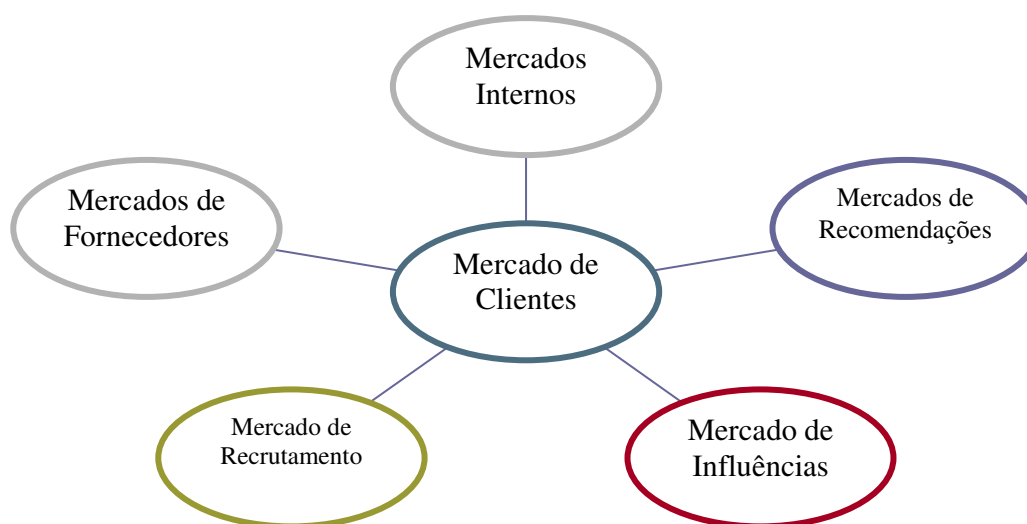 Mercados
Internos
Mercados de
Fornecedores
Mercados de
Recomendações
Mercado de
Clientes
Mercado de
Recrutamento
Mercado de
Influências